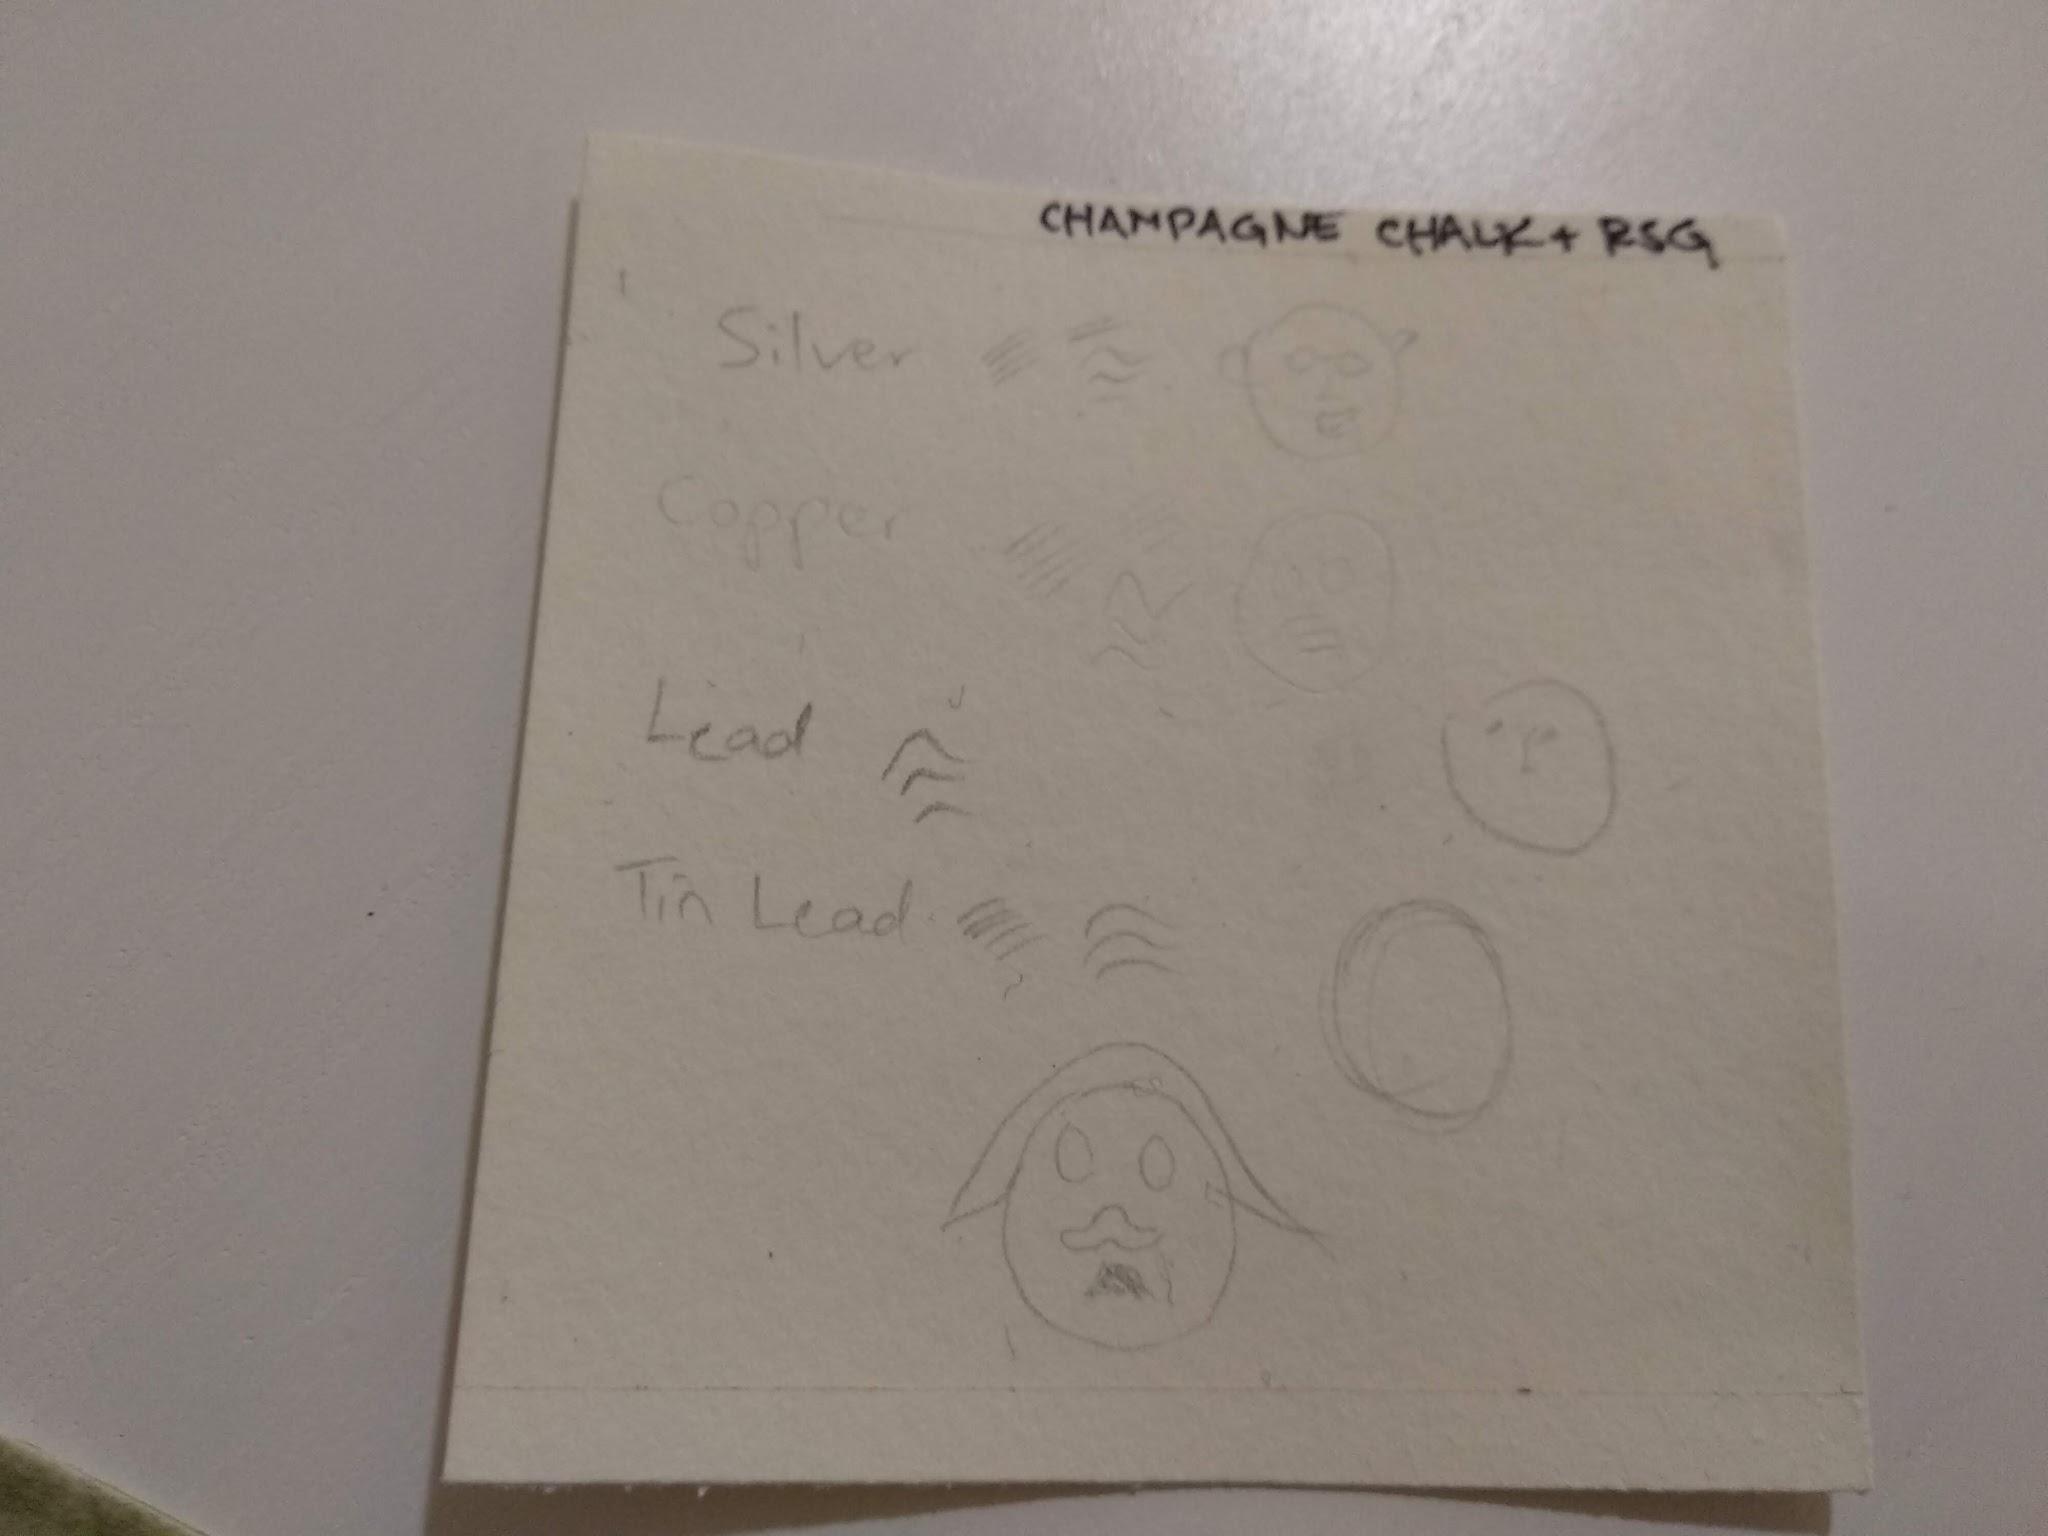 CHAMPAGNE CHALK + RSG
Silver
Copper
Lead
Tin Lead